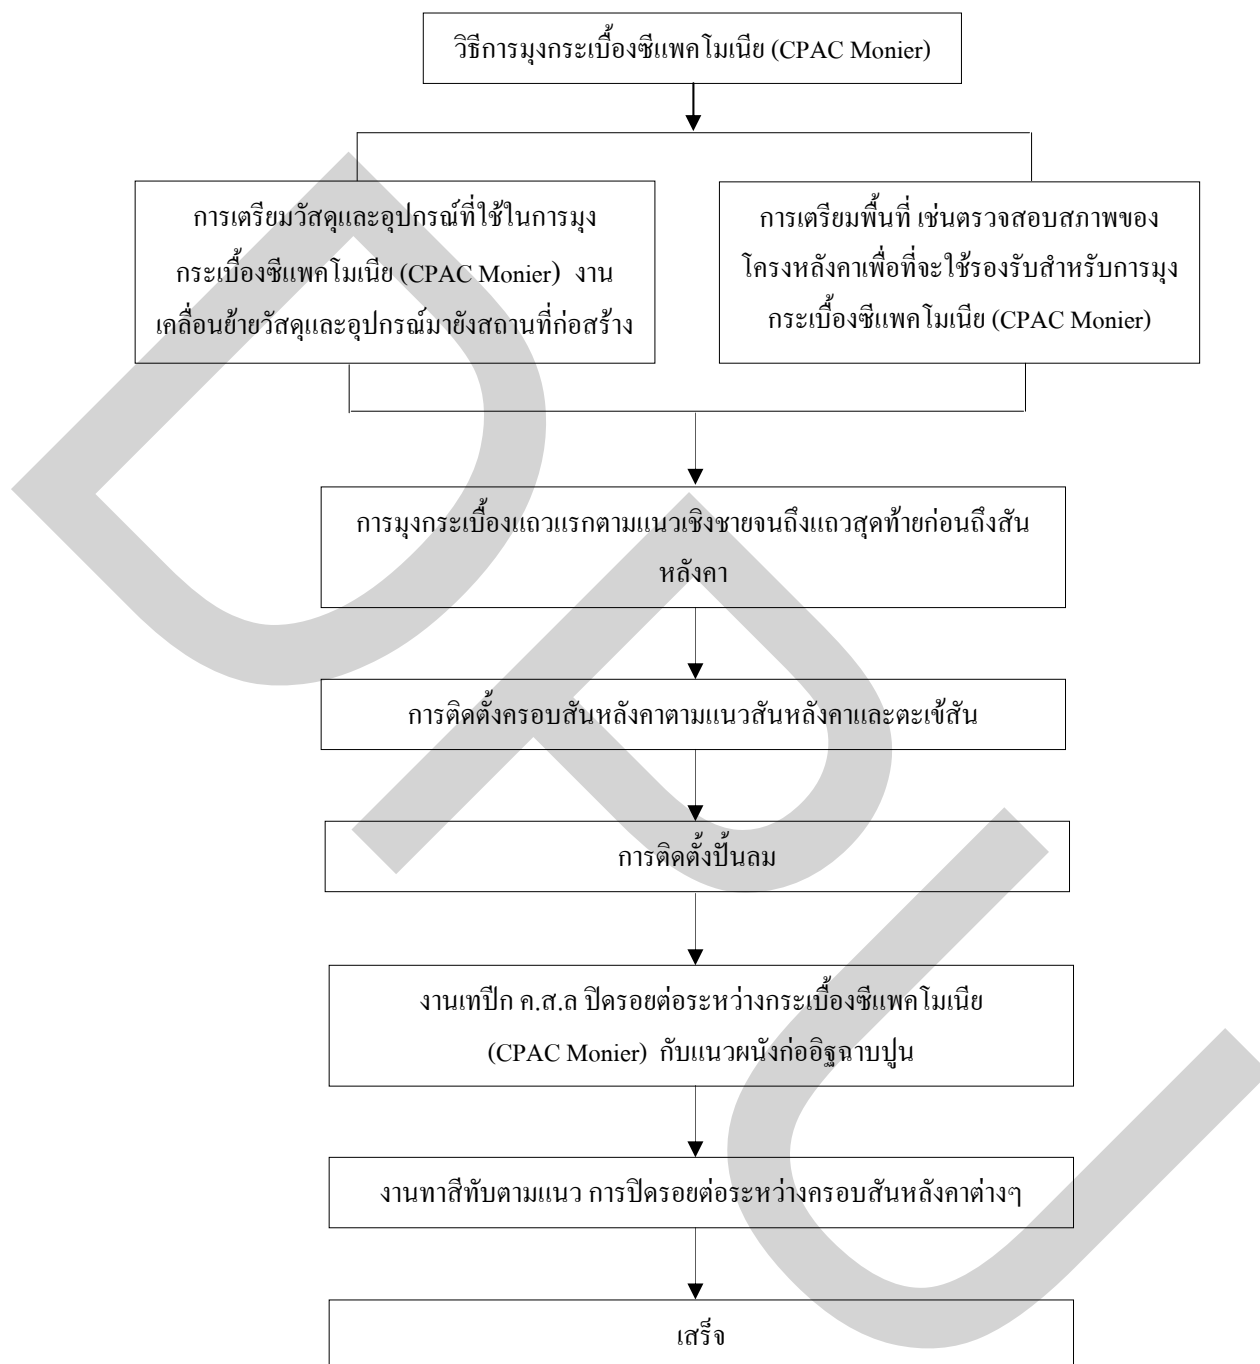 วิธีการมุงกระเบื้องซีแพคโมเนีย (CPAC Monier)
การเตรียมวัสดุและอุปกรณ์ที่ใช้ในการมุง
กระเบื้องซีแพคโมเนีย (CPAC Monier) งาน
เคลื่อนย้ายวัสดุและอุปกรณ์มายังสถานที่ก่อสร้าง
การเตรียมพื้นที่ เช่นตรวจสอบสภาพของ
โครงหลังคาเพื่อที่จะใช้รองรับสำหรับการมุง
กระเบื้องซีแพคโมเนีย (CPAC Monier)
การมุงกระเบื้องแถวแรกตามแนวเชิงชายจนถึงแถวสุดท้ายก่อนถึงสัน
หลังคา
การติดตั้งครอบสันหลังคาตามแนวสันหลังคาและตะเข้สัน
การติดตั้งปั้นลม
งานเทปีก ค.ส.ล ปิดรอยต่อระหว่างกระเบื้องซีแพคโมเนีย
(CPAC Monier) กับแนวผนังก่ออิฐฉาบปูน
งานทาสีทับตามแนว การปิดรอยต่อระหว่างครอบสันหลังคาต่างๆ
เสร็จ
DPU